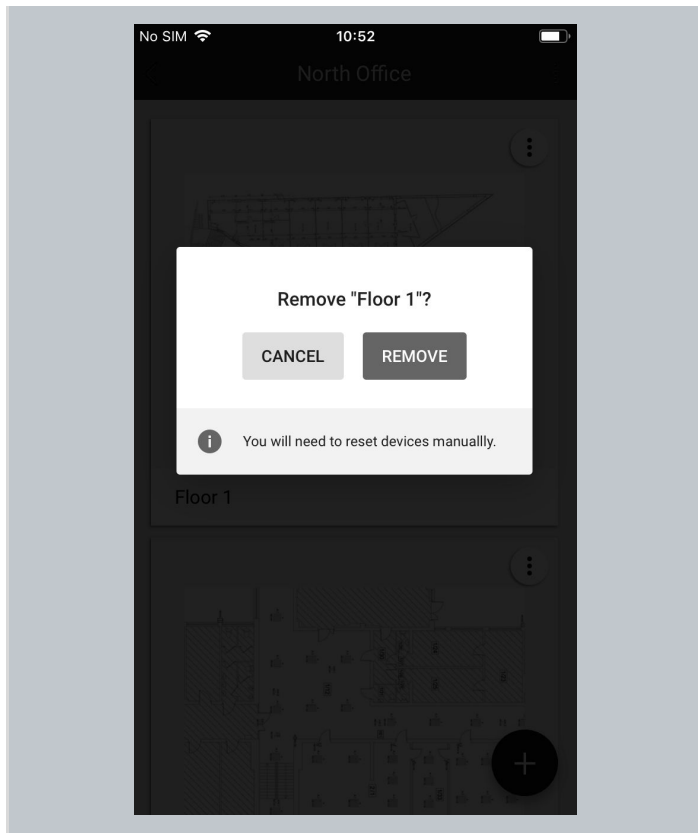 No SIM 10:52
North Office
Remove "Floor 1"?
CANCEL REMOVE
i You will need to reset devices manuallly.
Floor 1